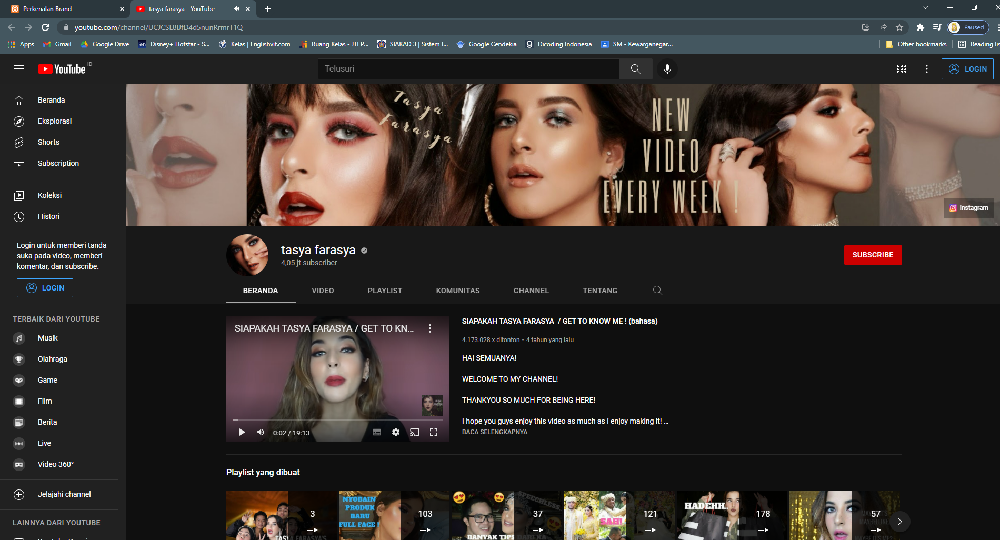 Perkenalan Brand
tasya farasya - YouTube
youtube.com/channel/UCJCSL8IJfD4d5nunRrmrT1Q
Paused
Apps
Gmail
Google Drive
Disney+ Hotstar - S...
Kelas | Englishvit.com
Ruang Kelas - JTI P...
SIAKAD 3 | Sistem I...
Google Cendekia
Dicoding Indonesia
SM - Kewarganegar...
Other bookmarks
Reading lis
YouTube ID
Telusuri
LOGIN
Beranda
Eksplorasi
Shorts
Subscription
Koleksi
Histori
Login untuk memberi tanda
suka pada video, memberi
komentar, dan subscribe.
LOGIN
TERBAIK DARI YOUTUBE
Musik
Olahraga
Game
Film
Berita
Live
Video 360°
Jelajahi channel
LAINNYA DARI YOUTUBE
Tasya
Farasya
NEW
VIDEO
EVERY WEEK !
instagram
tasya farasya
4,05 jt subscriber
SUBSCRIBE
BERANDA
VIDEO
PLAYLIST
KOMUNITAS
CHANNEL
TENTANG
SIAPAKAH TASYA FARASYA / GET TO KN...
0:02 / 19:13
SIAPAKAH TASYA FARASYA / GET TO KNOW ME ! (bahasa)
4.173.028 x ditonton • 4 tahun yang lalu
HAI SEMUANYA!
WELCOME TO MY CHANNEL!
THANKYOU SO MUCH FOR BEING HERE!
I hope you guys enjoy this video as much as i enjoy making it! ...
BACA SELENGKAPNYA
Playlist yang dibuat
3
TASYA FARASYA'S
NYOBAIN
PRODUK
BARU
FULL FACE !
103
BANYAK TIPS
SPEECHLESS
37
SAH!
121
HADEHH..
178
57
MAYBELLINE